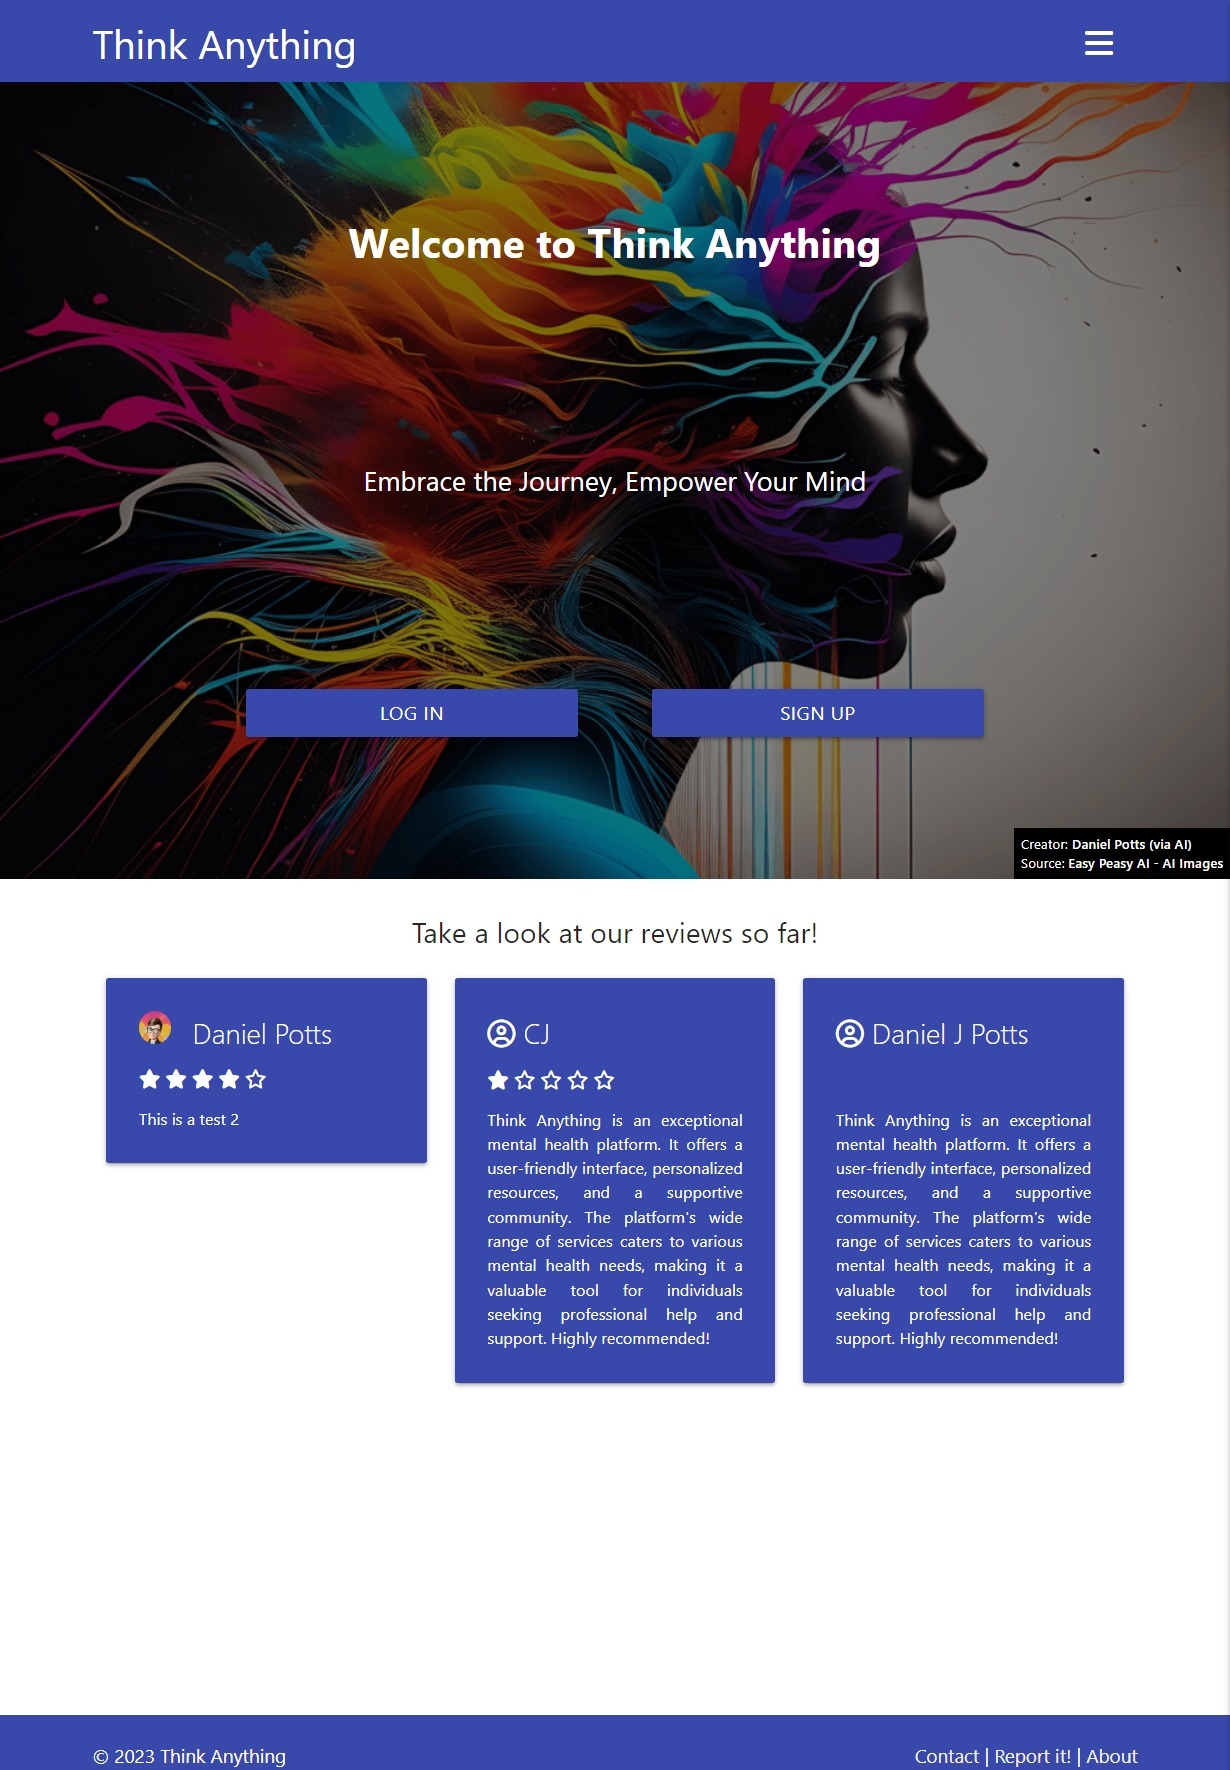 Think Anything
Welcome to Think Anything
Embrace the Journey, Empower Your Mind
LOG IN
SIGN UP
Creator: Daniel Potts (via AI)
Source: Easy Peasy AI - AI Images
Take a look at our reviews so far!
Daniel Potts
This is a test 2
CJ
Think Anything is an exceptional
mental health platform. It offers a
user-friendly interface, personalized
resources, and a supportive
community. The platform's wide
range of services caters to various
mental health needs, making it a
valuable tool for individuals
seeking professional help and
support. Highly recommended!
Daniel J Potts
Think Anything is an exceptional
mental health platform. It offers a
user-friendly interface, personalized
resources, and a supportive
community. The platform's wide
range of services caters to various
mental health needs, making it a
valuable tool for individuals
seeking professional help and
support. Highly recommended!
© 2023 Think Anything
Contact | Report it! | About